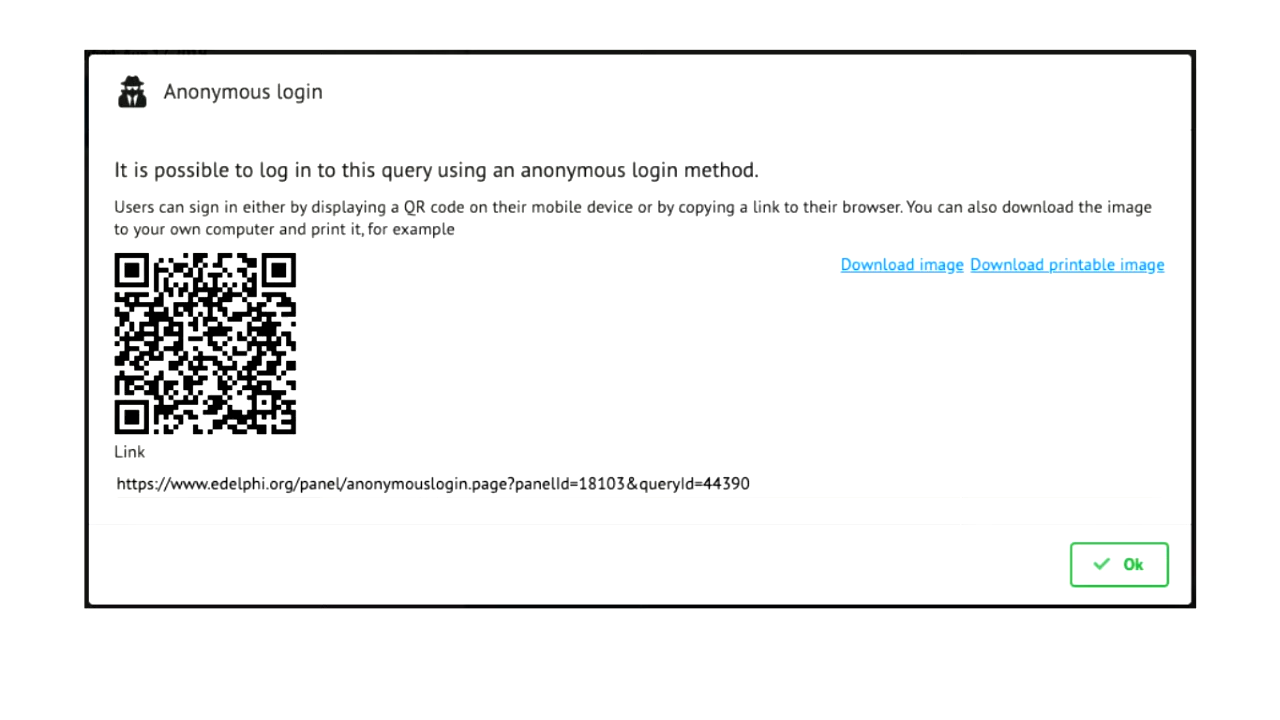 Anonymous login
It is possible to log in to this query using an anonymous login method.
Users can sign in either by displaying a QR code on their mobile device or by copying a link to their browser. You can also download the image
to your own computer and print it, for example
Download image Download printable image
Link
https://www.edelphi.org/panel/anonymouslogin.page?panelId=18103&queryId=44390
Ok